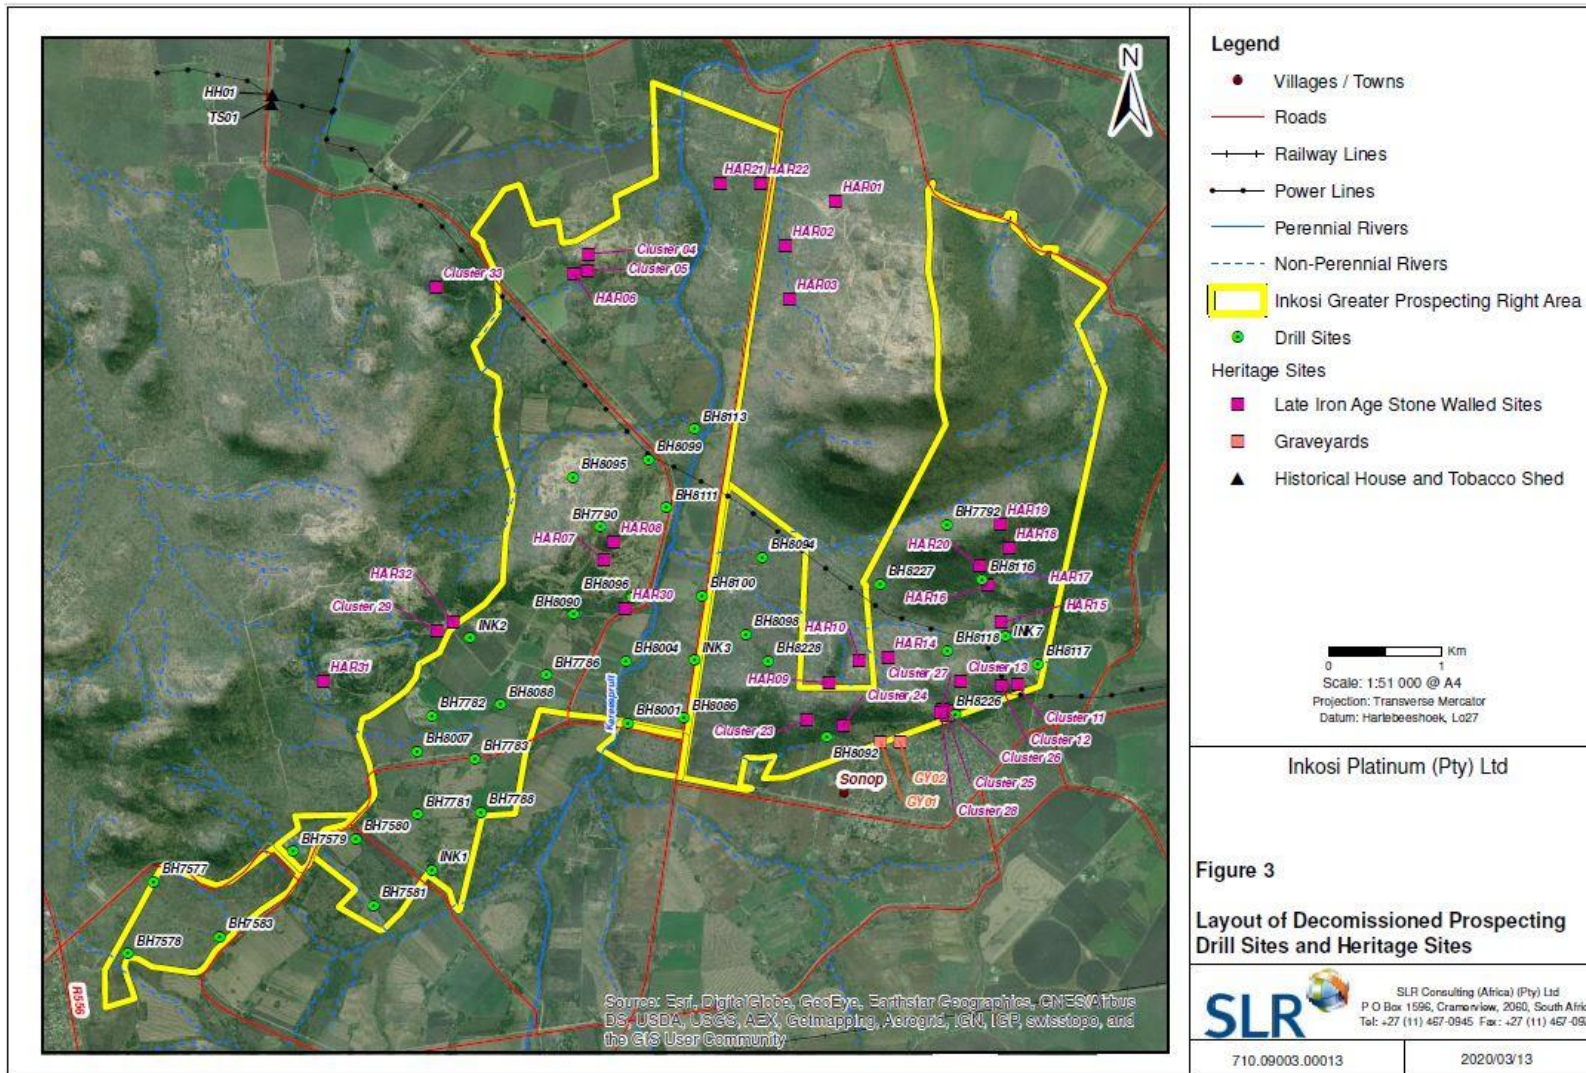 N
HH01
TS01
HAR21
HAR22
HAR01
HAR02
HAR03
Cluster 04
Cluster 05
HAR06
Cluster 33
BH8113
BH8099
BH8095
BH8111
BH7790
HAR08
HAR07
BH8094
BH7792
HAR19
HAR18
HAR20
BH8116
HAR17
HAR16
BH8227
HAR15
HAR32
Cluster 29
BH8096
HAR30
BH8090
BH8100
INK2
BH8098
HAR10
HAR14
BH8118
INK7
BH8117
BH8004
INK3
BH8228
HAR09
Cluster 27
Cluster 13
HAR31
BH7786
BH7782
BH8088
Cluster 24
BH8226
Cluster 11
Cluster 12
BH8001
BH8086
Cluster 23
BH8007
BH7783
BH8092
Cluster 26
Cluster 25
Cluster 28
Sonop
GY02
GY01
BH7781
BH7788
BH7580
BH7579
INK1
BH7577
BH7581
BH7583
BH7578
R556
Source: Esri, DigitalGlobe, GeoEye, Earthstar Geographics, CNES/Airbus
DS, USDA, USGS, AEX, Getmapping, Aerogrid, IGN, IGP, swisstopo, and
the GIS User Community
Legend
Villages / Towns
Roads
Railway Lines
Power Lines
Perennial Rivers
Non-Perennial Rivers
Inkosi Greater Prospecting Right Area
Drill Sites
Heritage Sites
Late Iron Age Stone Walled Sites
Graveyards
Historical House and Tobacco Shed
Km
0 1
Scale: 1:51 000 @ A4
Projection: Transverse Mercator
Datum: Hartebeeshoek, Lo27
Inkosi Platinum (Pty) Ltd
Figure 3
Layout of Decomissioned Prospecting
Drill Sites and Heritage Sites
SLR
SLR Consulting (Africa) (Pty) Ltd
P O Box 1596, Cramerview, 2060, South Afric
Tel: +27 (11) 467-0945 Fax: +27 (11) 467-09
710.09003.00013
2020/03/13